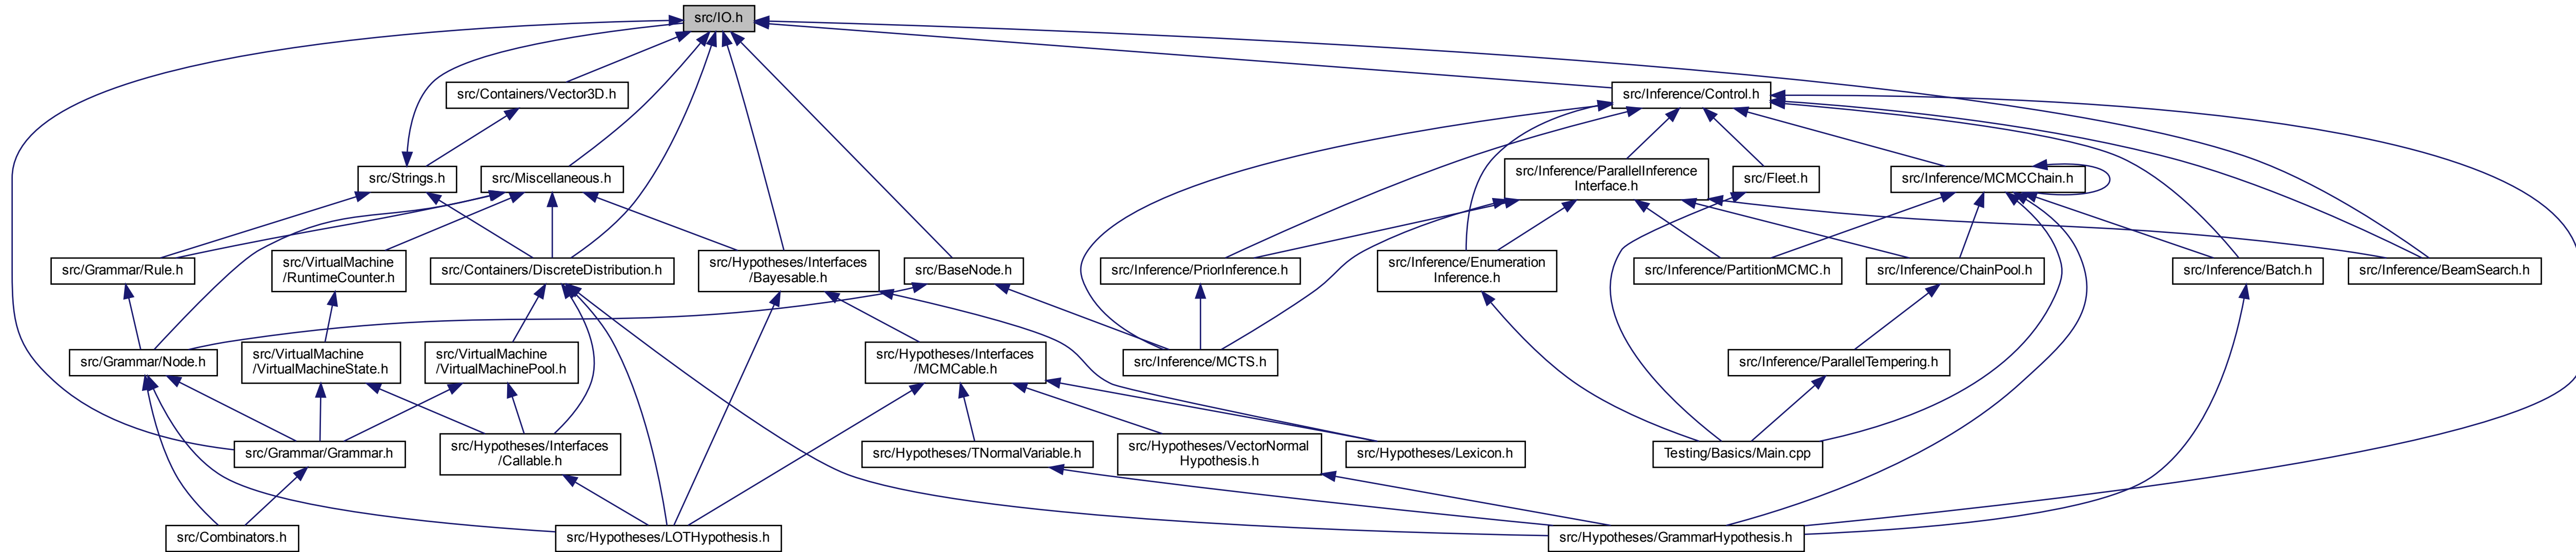 src/IO.h
src/Containers/Vector3D.h
src/Inference/Control.h
src/Strings.h
src/Miscellaneous.h
src/Inference/ParallelInference
Interface.h
src/Fleet.h
src/Inference/MCMCChain.h
src/Grammar/Rule.h
src/VirtualMachine
/RuntimeCounter.h
src/Containers/DiscreteDistribution.h
src/Hypotheses/Interfaces
/Bayesable.h
src/BaseNode.h
src/Inference/PriorInference.h
src/Inference/Enumeration
Inference.h
src/Inference/PartitionMCMC.h
src/Inference/ChainPool.h
src/Inference/Batch.h
src/Inference/BeamSearch.h
src/Grammar/Node.h
src/VirtualMachine
/VirtualMachineState.h
src/VirtualMachine
/VirtualMachinePool.h
src/Hypotheses/Interfaces
/MCMCable.h
src/Inference/MCTS.h
src/Inference/ParallelTempering.h
src/Grammar/Grammar.h
src/Hypotheses/Interfaces
/Callable.h
src/Hypotheses/TNormalVariable.h
src/Hypotheses/VectorNormal
Hypothesis.h
src/Hypotheses/Lexicon.h
Testing/Basics/Main.cpp
src/Combinators.h
src/Hypotheses/LOTHypothesis.h
src/Hypotheses/GrammarHypothesis.h